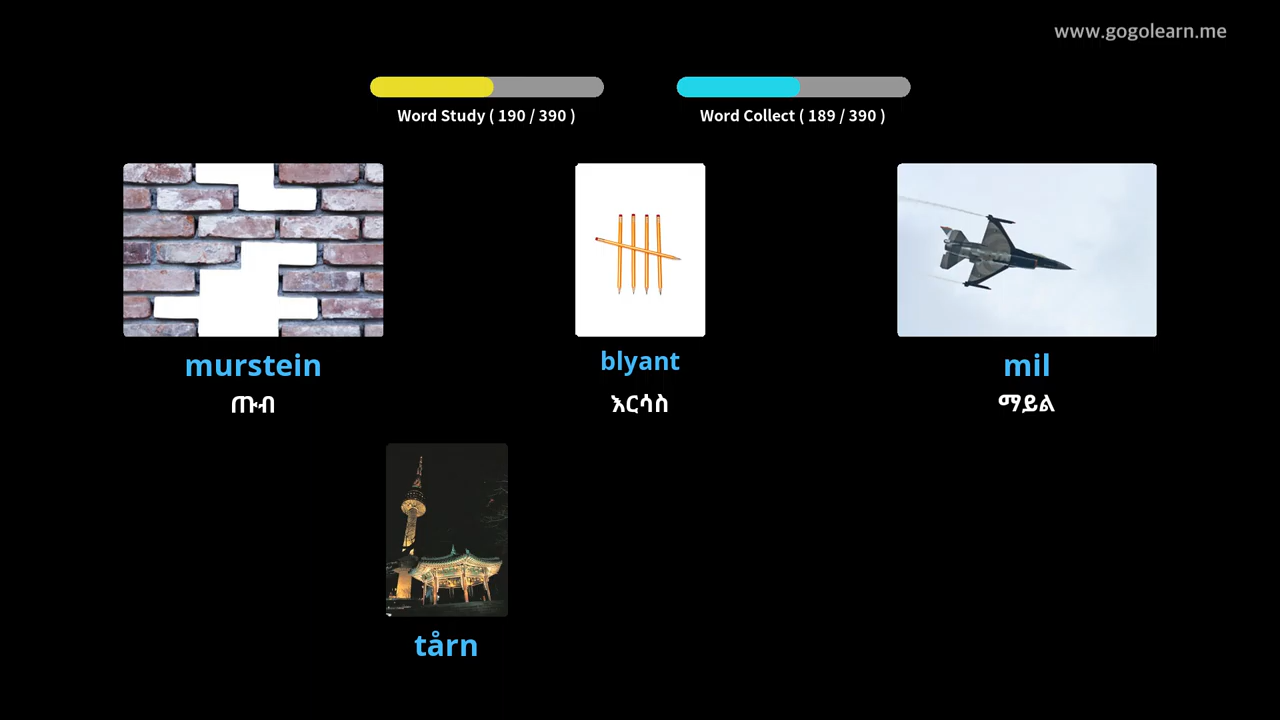 www.gogolearn.me
Word Study ( 190 / 390 )
Word Collect ( 189 / 390 )
murstein
ጡብ
blyant
እርሳስ
mil
ማይል
tårn